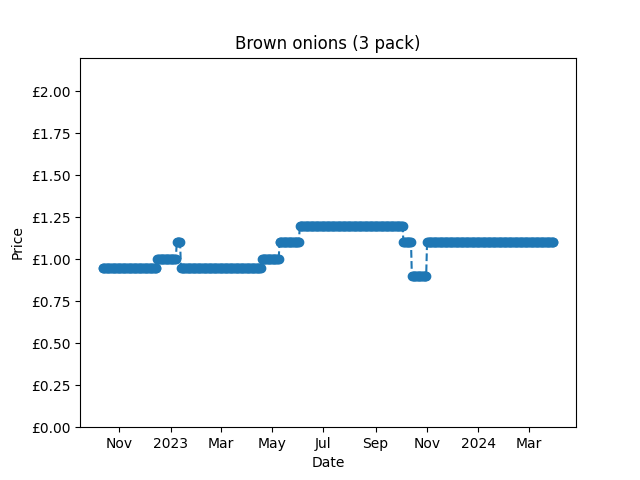 Brown onions (3 pack)
£2.00
£1.75
£1.50
£1.25
£1.00
£0.75
£0.50
£0.25
£0.00
Price
Nov 2023 Mar May Jul Sep Nov 2024 Mar
Date